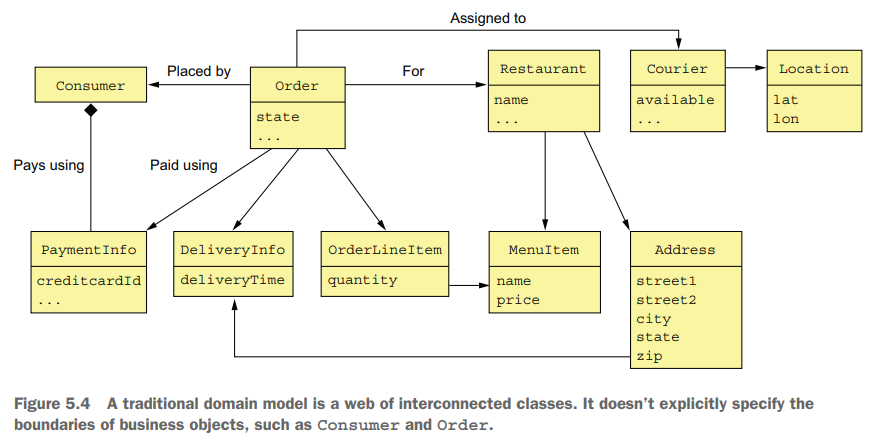 Assigned to
Consumer
Placed by
Order
state
...
For
Restaurant
name
...
Courier
available
...
Location
lat
lon
Pays using
Paid using
PaymentInfo
creditcardId
...
DeliveryInfo
deliveryTime
OrderLineItem
quantity
MenuItem
name
price
Address
street1
street2
city
state
zip
Figure 5.4 A traditional domain model is a web of interconnected classes. It doesn’t explicitly specify the
boundaries of business objects, such as Consumer and Order.